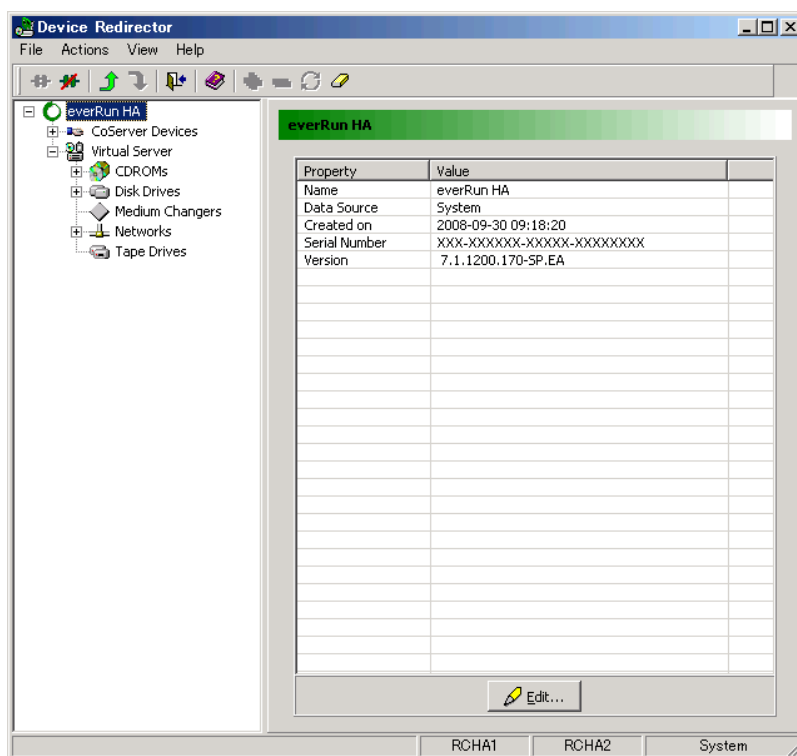 Device Redirector
File Actions View Help
everRun HA
CoServer Devices
Virtual Server
CDROMs
Disk Drives
Medium Changers
Networks
Tape Drives
everRun HA
Property Value
Name everRun HA
Data Source System
Created on 2008-09-30 09:18:20
Serial Number XXX-XXXXXX-XXXXX-XXXXXXXX
Version 7.1.1200.170-SP.EA
Edit...
RCHA1 RCHA2 System